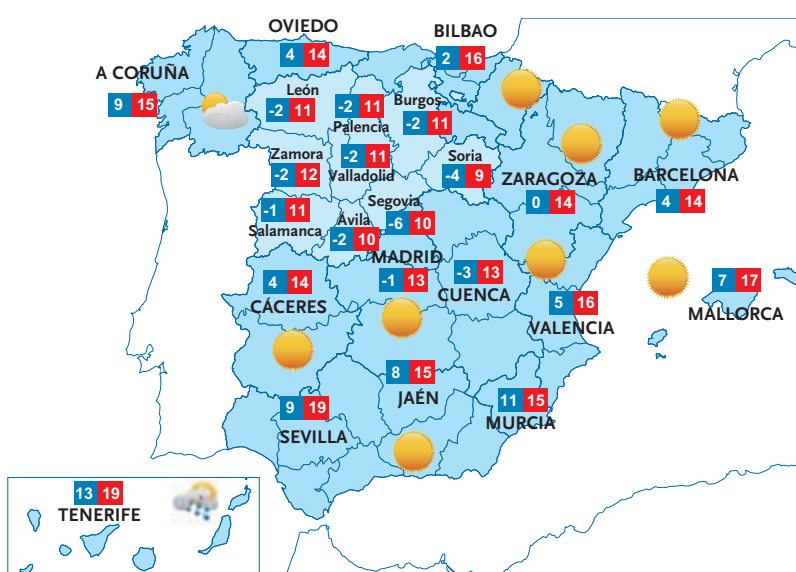 OVIEDO
4 14
BILBAO
2 16
A CORUÑA
9 15
León
-2 11
-2 11
Palencia
Burgos
-2 11
Zamora
-2 12
-2 11
Valladolid
Soria
-4 9
ZARAGOZA
0 14
BARCELONA
4 14
-1 11
Salamanca
Ávila
-2 10
Segovia
-6 10
MADRID
-1 13
-3 13
CUENCA
4 14
CÁCERES
5 16
VALENCIA
7 17
MALLORCA
8 15
JAÉN
9 19
SEVILLA
11 15
MURCIA
13 19
TENERIFE